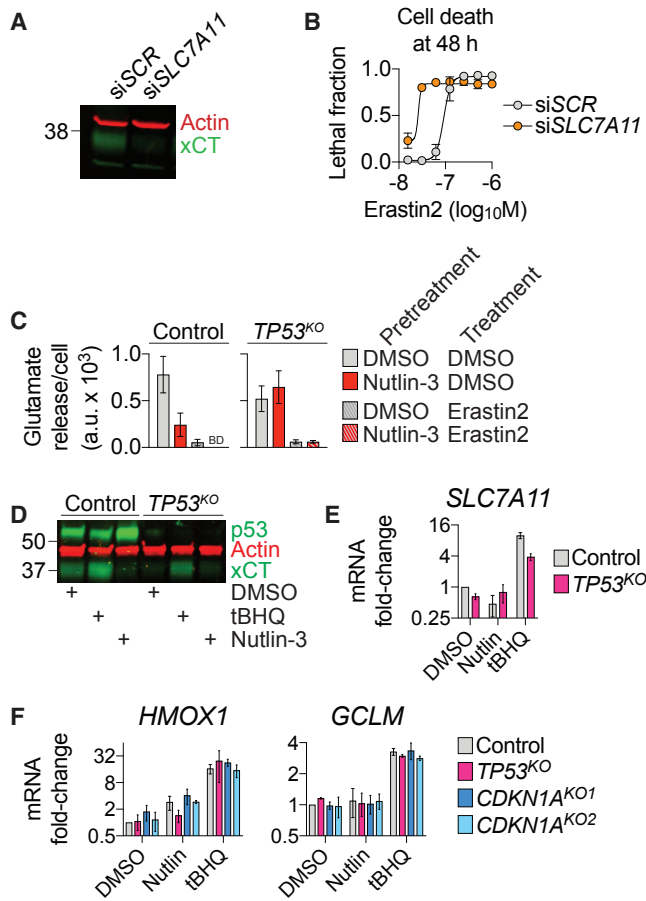 A
siSCR
siSLC7A11
38
Actin
xCT
B
Cell death
at 48 h
Lethal fraction
1.0
0.5
0.0
-8 -7 -6
Erastin2 (log10M)
siSCR
siSLC7A11
C
Control
TP53KO
Glutamate
release/cell
(a.u. x 10³)
1.0
0.5
0
BD
Pretreatment
Treatment
DMSO DMSO
Nutlin-3 DMSO
DMSO Erastin2
Nutlin-3 Erastin2
D
Control TP53KO
50
37
p53
Actin
xCT
+ + DMSO
+ + tBHQ
+ + Nutlin-3
E
SLC7A11
mRNA
fold-change
16
4
1
0.25
DMSO
Nutlin
tBHQ
Control
TP53KO
F
HMOX1
mRNA
fold-change
32
8
2
0.5
DMSO
Nutlin
tBHQ
GCLM
4
2
1
0.5
DMSO
Nutlin
tBHQ
Control
TP53KO
CDKN1AKO1
CDKN1AKO2